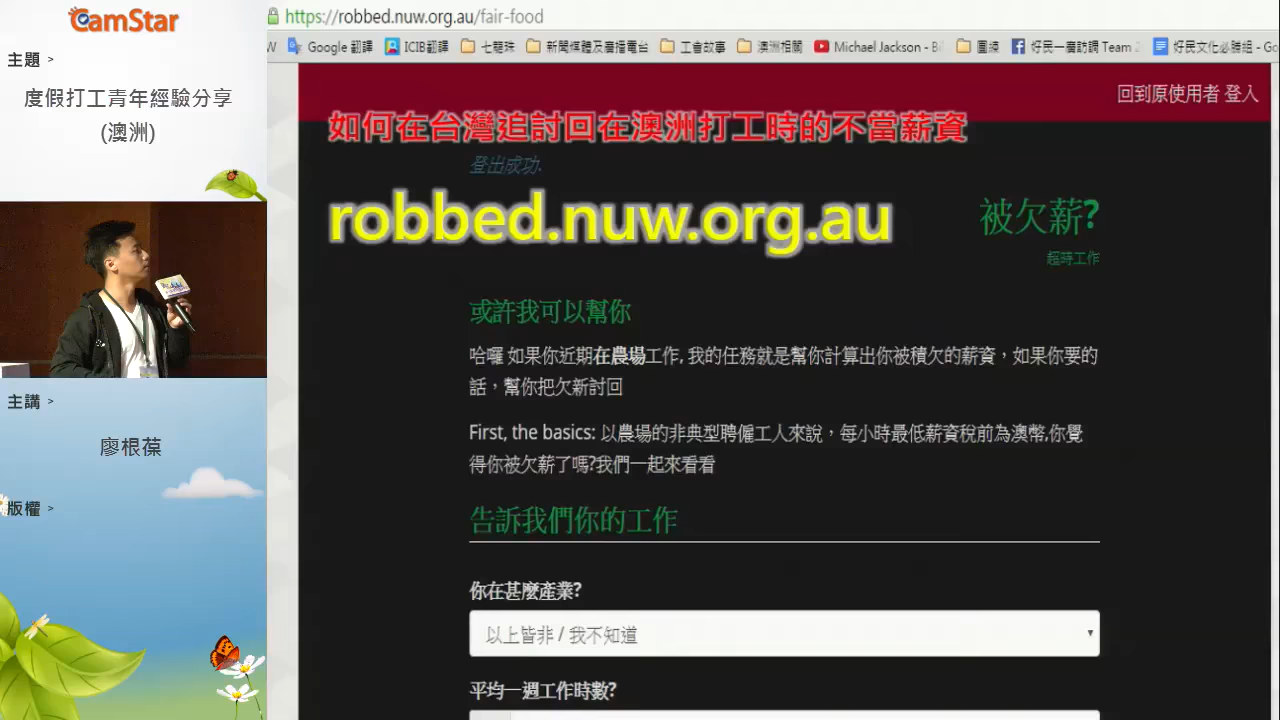 CamStar
主題 >
度假打工青年經驗分享
(澳洲)
主講 >
廖根葆
版權 >
https://robbed.nuw.org.au/fair-food
W Google 翻譯 ICIB翻譯 七龍珠 新聞媒體及廣播電台 工會故事 澳洲相關 Michael Jackson - B 團練 好民一廣訪調 Team 好民文化必勝組 - Go
回到原使用者 登入
如何在台灣追討回在澳洲打工時的不當薪資
登出成功.
robbed.nuw.org.au
被欠薪?
超時工作
或許我可以幫你
哈囉 如果你近期在農場工作, 我的任務就是幫你計算出你被積欠的薪資，如果你要的
話，幫你把欠新討回
First, the basics: 以農場的非典型聘僱工人來說，每小時最低薪資稅前為澳幣,你覺
得你被欠薪了嗎?我們一起來看看
告訴我們你的工作
你在甚麼產業?
以上皆非 / 我不知道
平均一週工作時數?